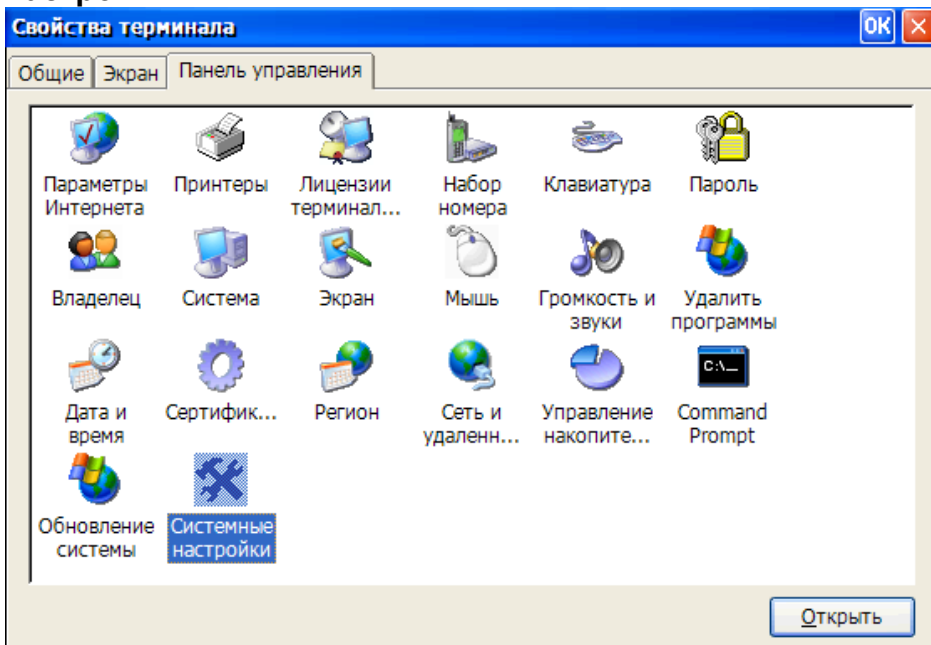 Свойства терминала
OK
Общие
Экран
Панель управления
Параметры Принтеры Лицензии Набор Клавиатура Пароль
Интернета терминал... номера
Владелец Система Экран Мышь Громкость и Удалить
звуки программы
Дата и Сертифик... Регион Сеть и Управление Command
время удаленн... накопите... Prompt
C:\_
Обновление Системные
системы настройки
Открыть